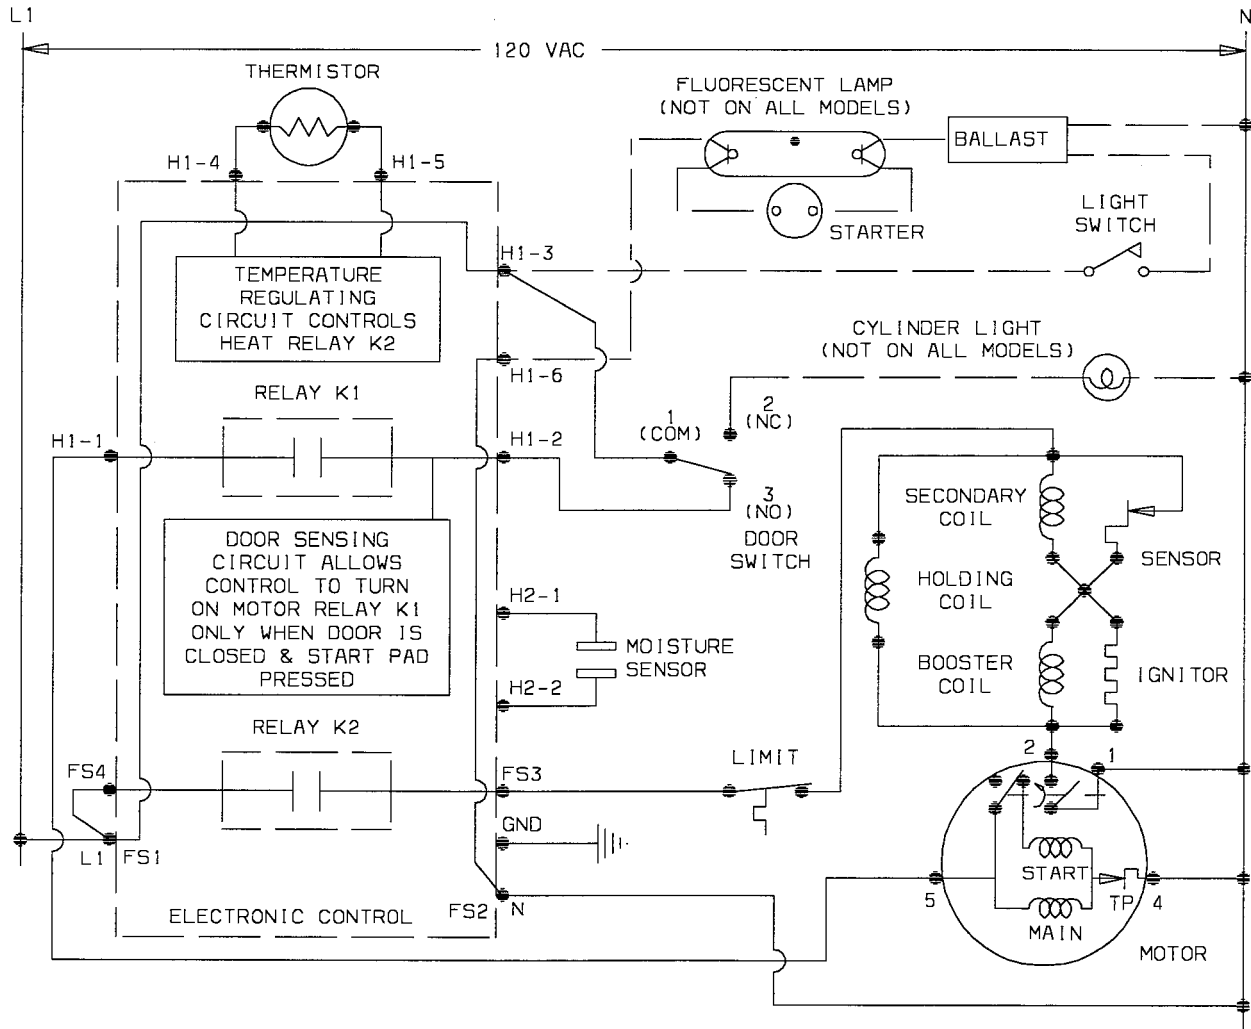 L1
N
120 VAC
THERMISTOR
FLUORESCENT LAMP
(NOT ON ALL MODELS)
BALLAST
H1-4
H1-5
LIGHT
SWITCH
STARTER
H1-3
TEMPERATURE
REGULATING
CIRCUIT CONTROLS
HEAT RELAY K2
CYLINDER LIGHT
(NOT ON ALL MODELS)
H1-6
RELAY K1
1
(COM)
2
(NC)
H1-1
H1-2
3
(NO)
DOOR
SWITCH
SECONDARY
COIL
SENSOR
DOOR SENSING
CIRCUIT ALLOWS
CONTROL TO TURN
ON MOTOR RELAY K1
ONLY WHEN DOOR IS
CLOSED & START PAD
PRESSED
HOLDING
COIL
H2-1
MOISTURE
SENSOR
H2-2
BOOSTER
COIL
IGNITOR
RELAY K2
LIMIT
2
1
FS4
FS3
GND
L1
FS1
START
5
TP
4
FS2
N
MAIN
ELECTRONIC CONTROL
MOTOR